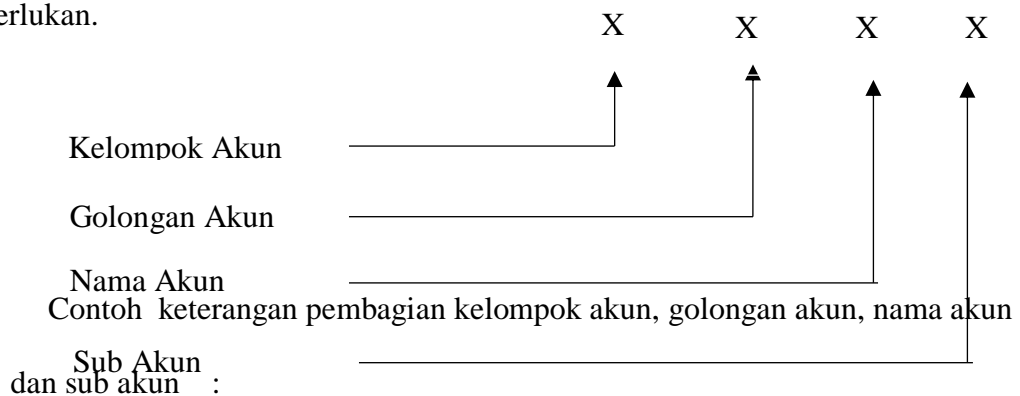 erlukan.
X X X X
Kelompok Akun
Golongan Akun
Nama Akun
Contoh keterangan pembagian kelompok akun, golongan akun, nama akun
Sub Akun
dan sub akun :